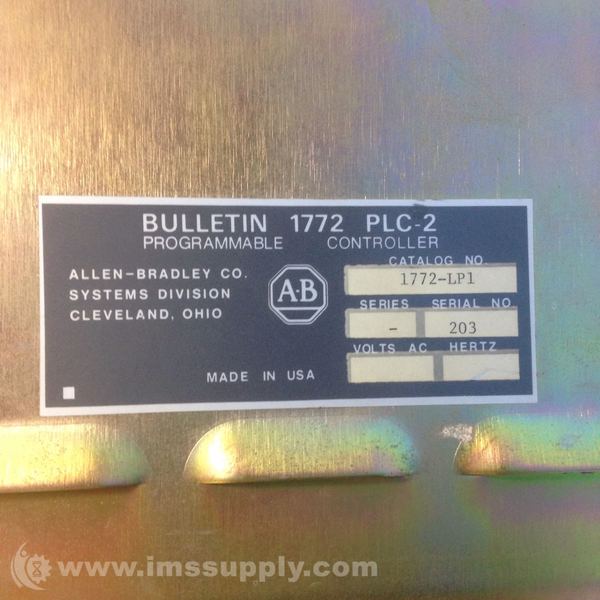 BULLETIN 1772 PLC-2
PROGRAMMABLE CONTROLLER
ALLEN-BRADLEY CO.
SYSTEMS DIVISION
CLEVELAND, OHIO
A-B
MADE IN USA
CATALOG NO.
1772-LP1
SERIES SERIAL NO.
- 203
VOLTS AC HERTZ
www.imssupply.com